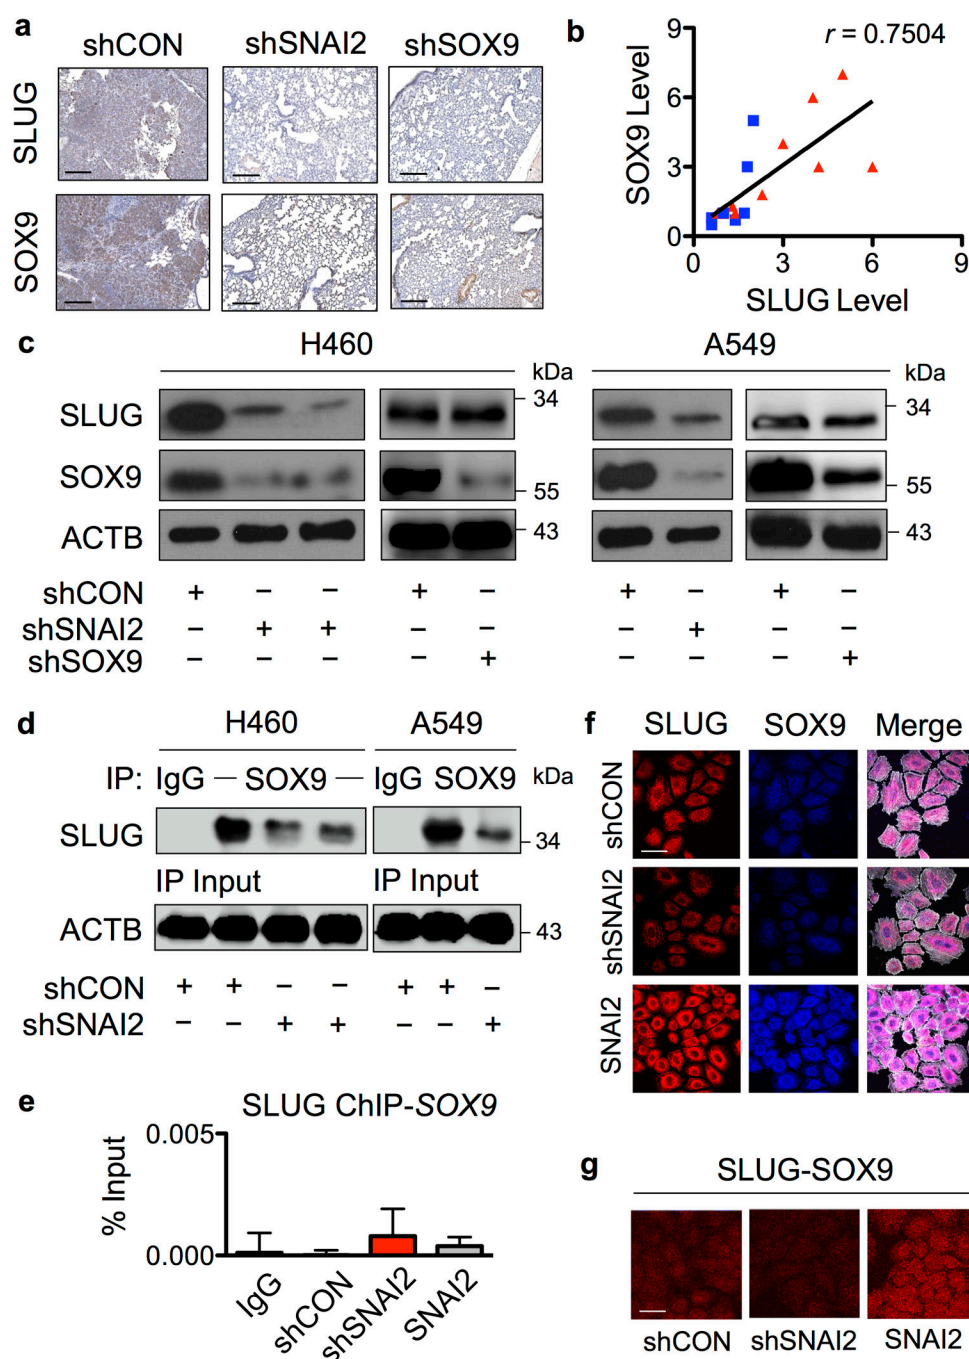 a
shCON shSNAI2 shSOX9
SLUG
SOX9
b
r = 0.7504
SOX9 Level
9
6
3
0
0 3 6 9
SLUG Level
c
H460 A549
kDa kDa
SLUG 34 34
SOX9 55 55
ACTB 43 43
shCON + – – + – + – + –
shSNAI2 – + + – – – + – –
shSOX9 – – – – + – – – +
d
H460 A549
IP: IgG – SOX9 – IgG SOX9 kDa
SLUG 34
IP Input IP Input
ACTB 43
shCON + + – – + + –
shSNAI2 – – + + – – +
e
SLUG ChIP-SOX9
% Input
0.005
0.000
IgG shCON shSNAI2 SNAI2
f
SLUG SOX9 Merge
shCON
shSNAI2
SNAI2
g
SLUG-SOX9
shCON shSNAI2 SNAI2